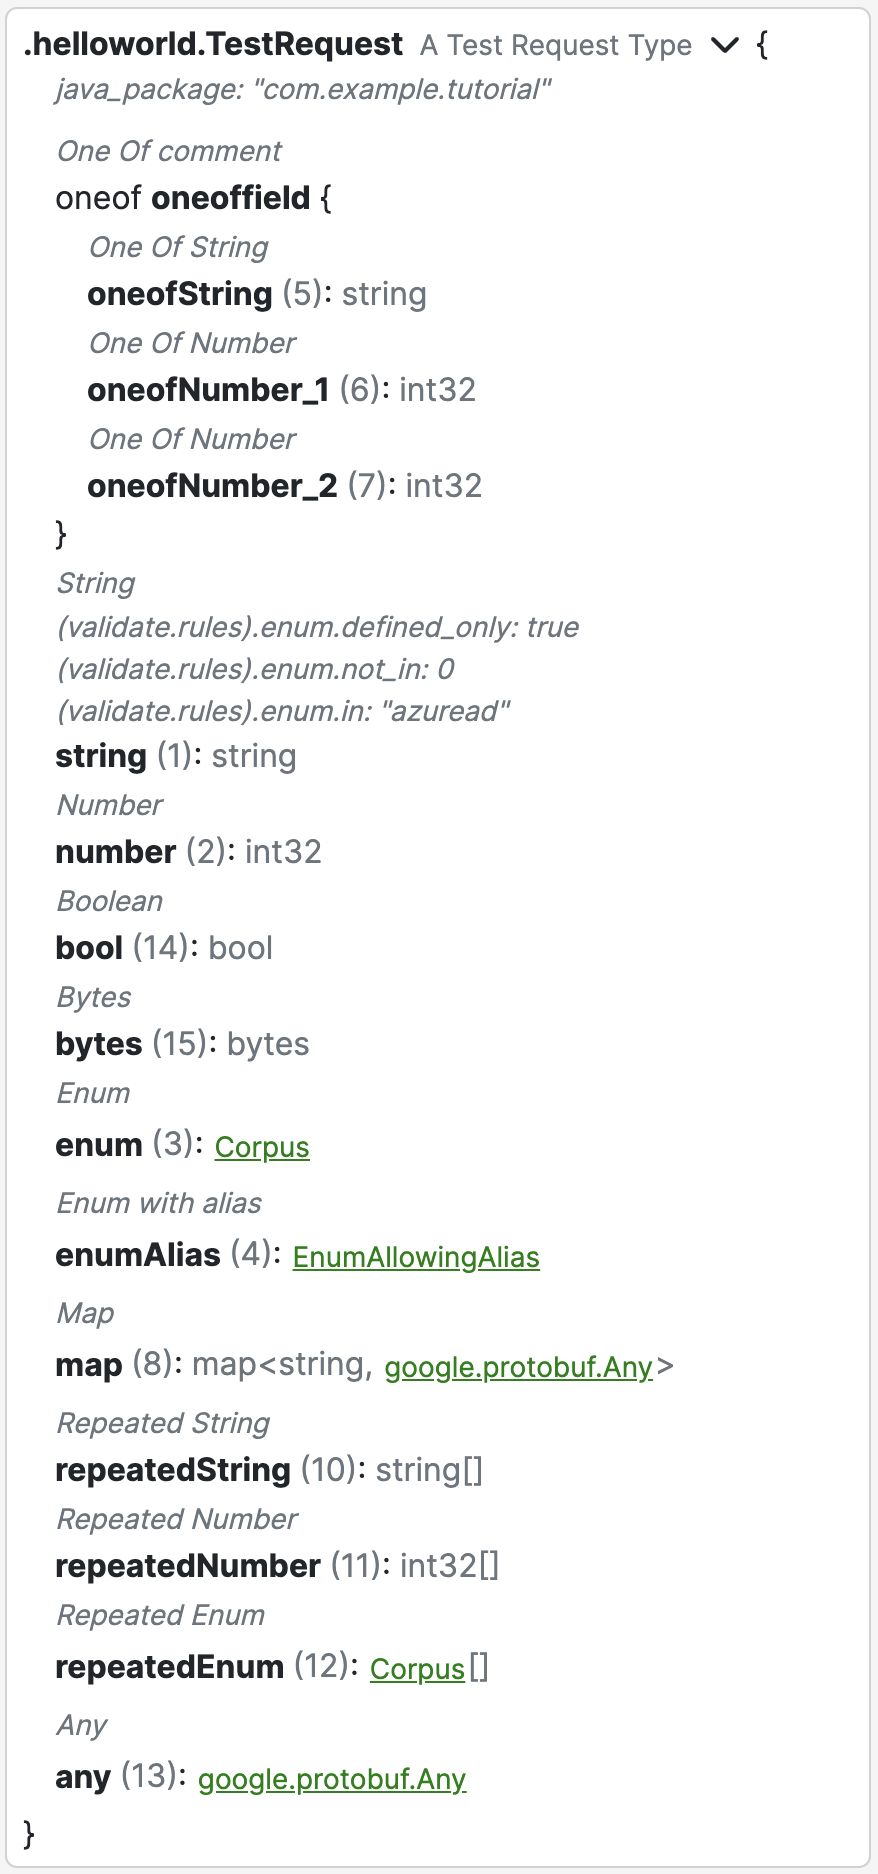 .helloworld.TestRequest A Test Request Type {
java_package: "com.example.tutorial"
One Of comment
oneof oneoffield {
One Of String
oneofString (5): string
One Of Number
oneofNumber_1 (6): int32
One Of Number
oneofNumber_2 (7): int32
}
String
(validate.rules).enum.defined_only: true
(validate.rules).enum.not_in: 0
(validate.rules).enum.in: "azuread"
string (1): string
Number
number (2): int32
Boolean
bool (14): bool
Bytes
bytes (15): bytes
Enum
enum (3): Corpus
Enum with alias
enumAlias (4): EnumAllowingAlias
Map
map (8): map<string, google.protobuf.Any>
Repeated String
repeatedString (10): string[]
Repeated Number
repeatedNumber (11): int32[]
Repeated Enum
repeatedEnum (12): Corpus[]
Any
any (13): google.protobuf.Any
}